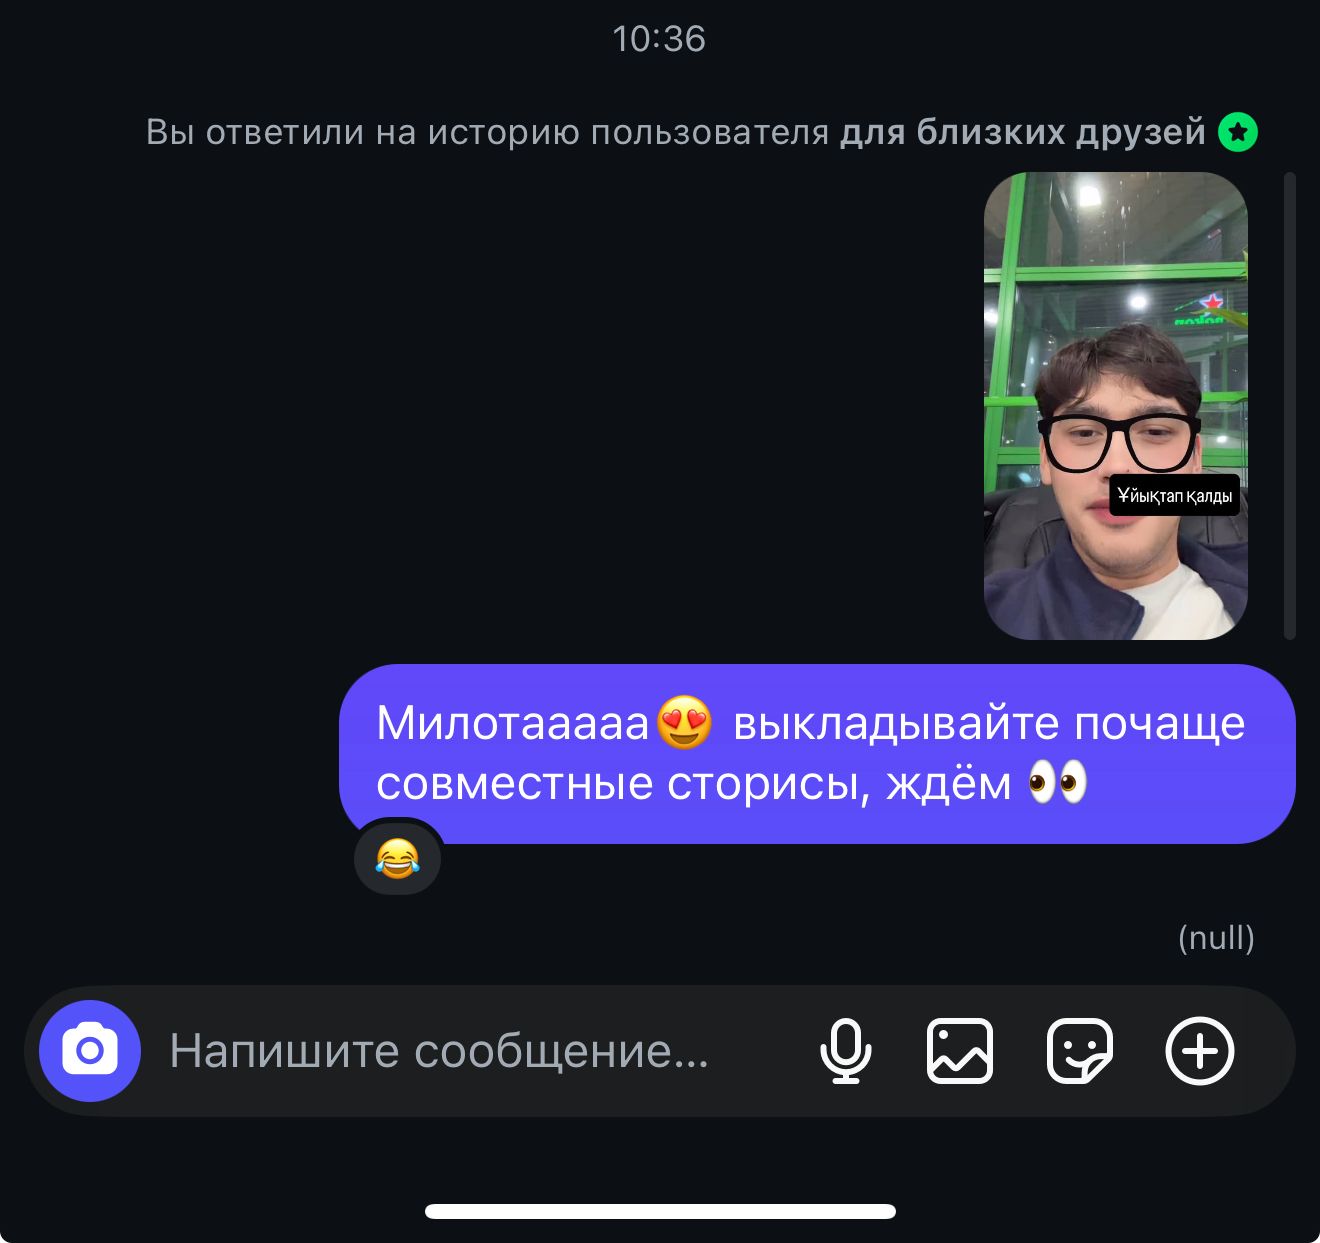 10:36
Вы ответили на историю пользователя для близких друзей
Ұйықтап қалды
Милотааааа😍 выкладывайте почаще
совместные сторисы, ждём 👀
😂
(null)
Напишите сообщение...